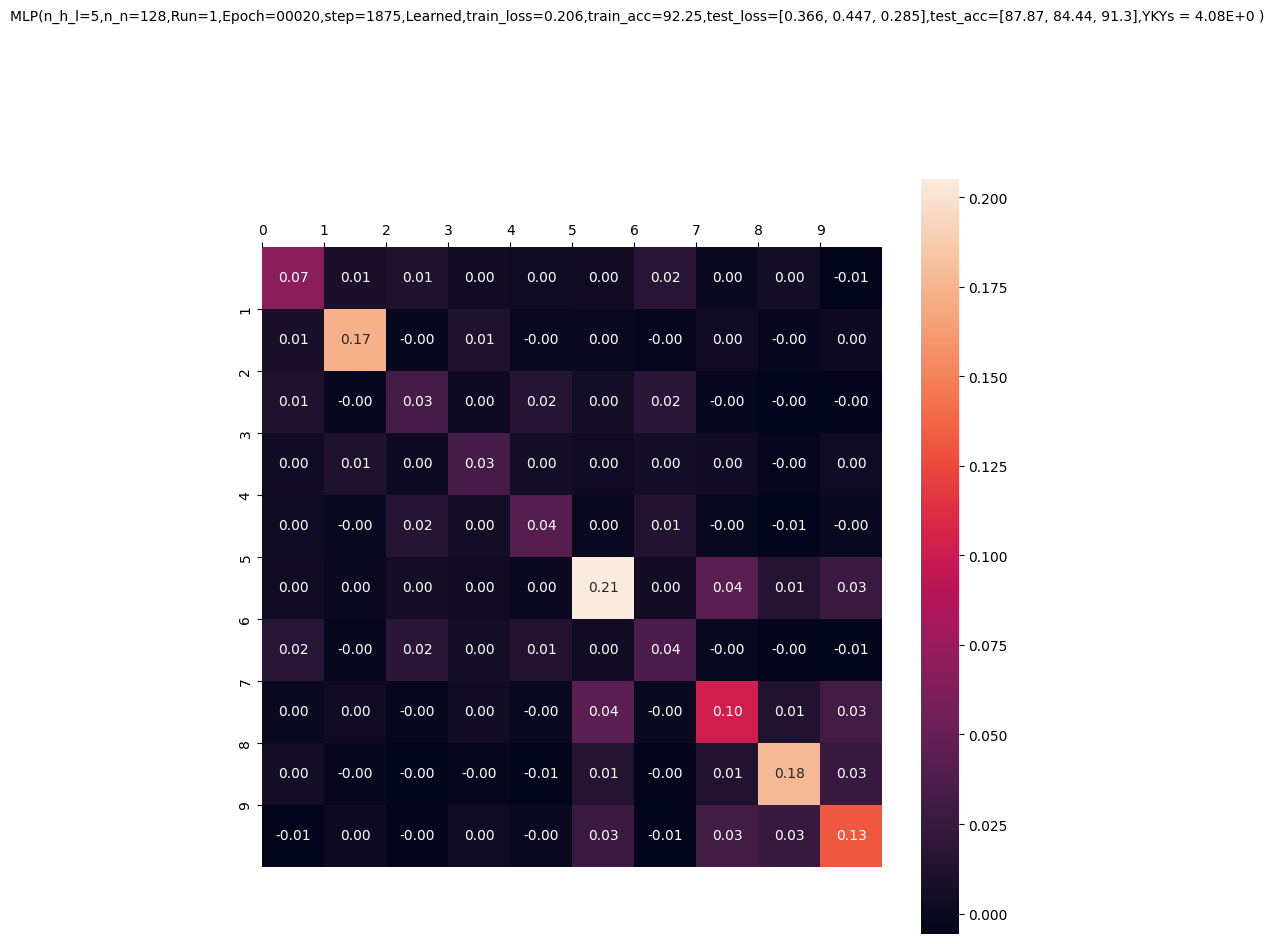 MLP(n_h_l=5,n_n=128,Run=1,Epoch=00020,step=1875,Learned,train_loss=0.206,train_acc=92.25,test_loss=[0.366, 0.447, 0.285],test_acc=[87.87, 84.44, 91.3],YKYs = 4.08E+0 )
0 1 2 3 4 5 6 7 8 9
0.07 0.01 0.01 0.00 0.00 0.00 0.02 0.00 0.00 -0.01
1
0.01 0.17 -0.00 0.01 -0.00 0.00 -0.00 0.00 -0.00 0.00
2
0.01 -0.00 0.03 0.00 0.02 0.00 0.02 -0.00 -0.00 -0.00
3
0.00 0.01 0.00 0.03 0.00 0.00 0.00 0.00 -0.00 0.00
4
0.00 -0.00 0.02 0.00 0.04 0.00 0.01 -0.00 -0.01 -0.00
5
0.00 0.00 0.00 0.00 0.00 0.21 0.00 0.04 0.01 0.03
6
0.02 -0.00 0.02 0.00 0.01 0.00 0.04 -0.00 -0.00 -0.01
7
0.00 0.00 -0.00 0.00 -0.00 0.04 -0.00 0.10 0.01 0.03
8
0.00 -0.00 -0.00 -0.00 -0.01 0.01 -0.00 0.01 0.18 0.03
9
-0.01 0.00 -0.00 0.00 -0.00 0.03 -0.01 0.03 0.03 0.13
0.200
0.175
0.150
0.125
0.100
0.075
0.050
0.025
0.000